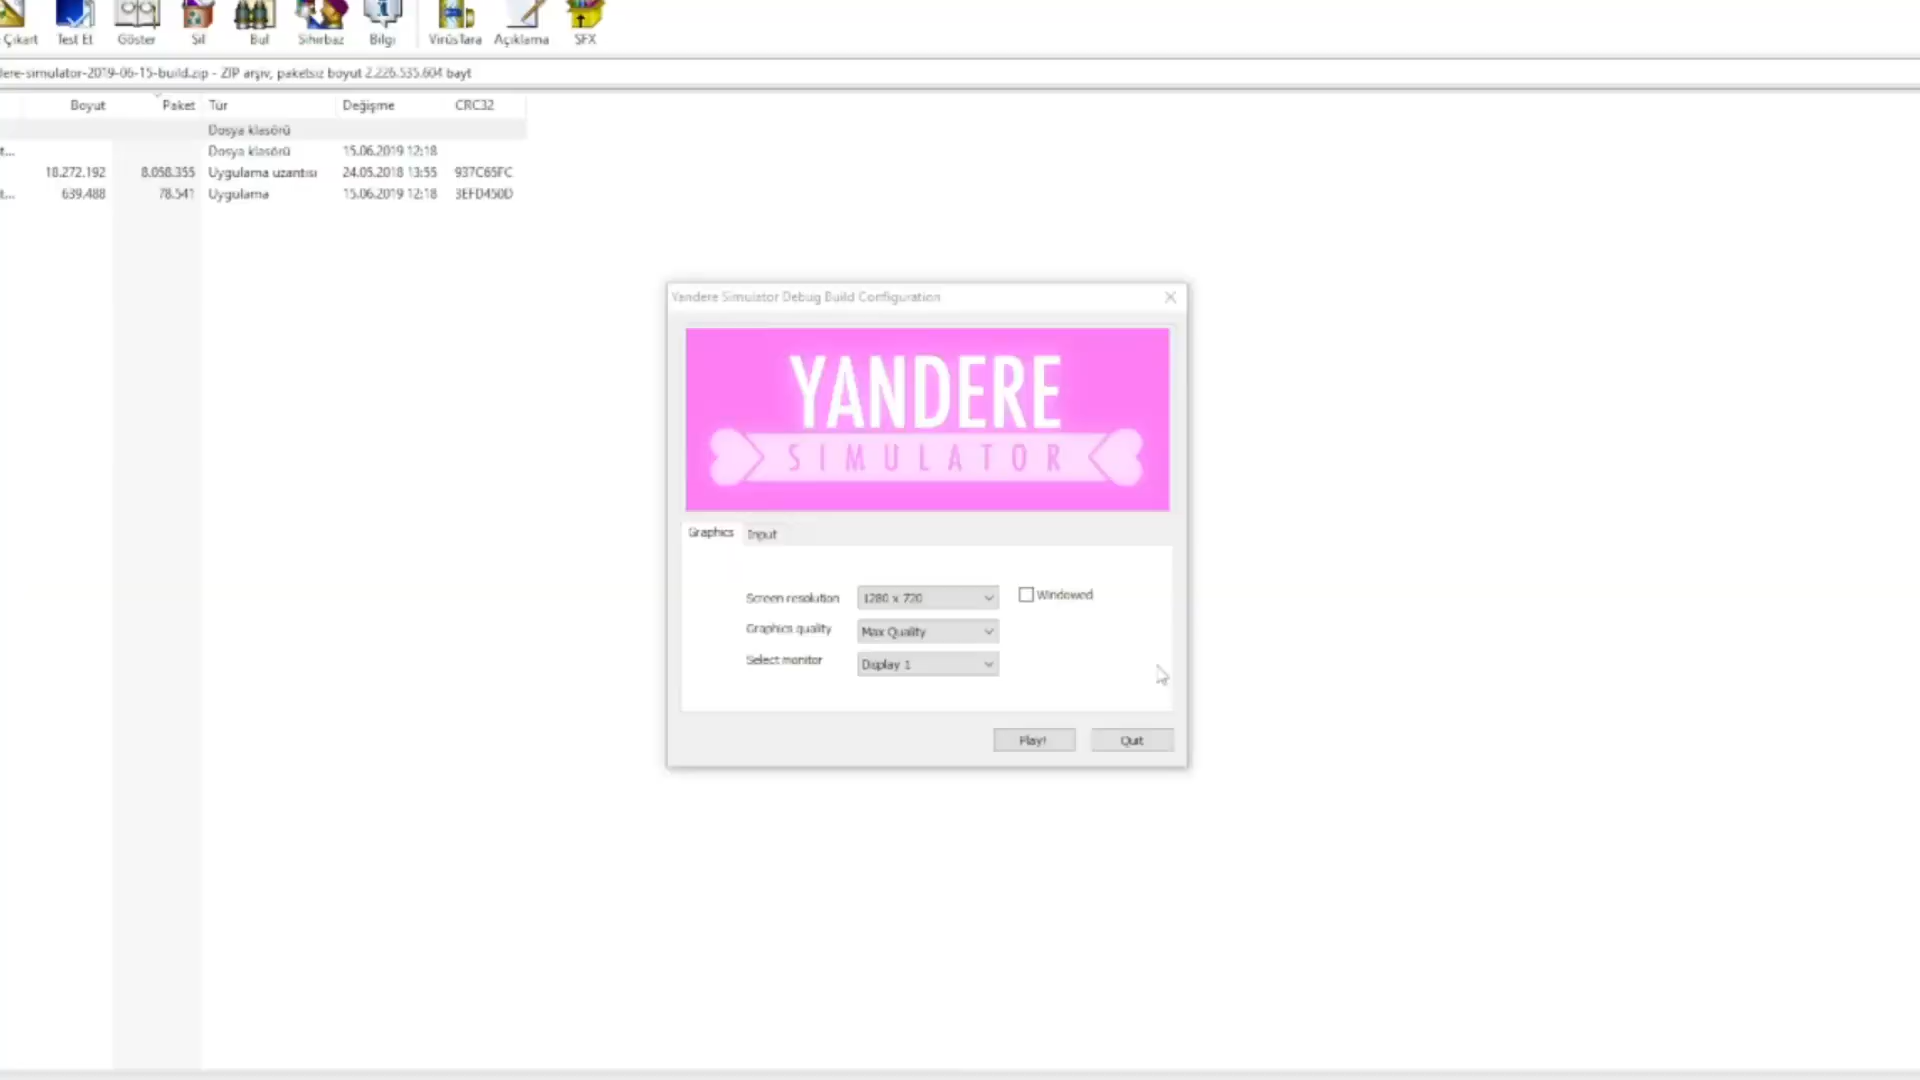 Çıkart Test Et Göster Sil Bul Sihirbaz Bilgi VirüsTara Açıklama SFX
dere-simulator-2019-06-15-build.zip - ZIP arşiv, paketsiz boyut 2.226.535.604 bayt
Boyut Paket Tür Değişme CRC32
Dosya klasörü
t... Dosya klasörü 15.06.2019 12:18
18.272.192 8.058.355 Uygulama uzantısı 24.05.2018 13:55 937C65FC
t... 639.488 78.541 Uygulama 15.06.2019 12:18 3EFD450D
Yandere Simulator Debug Build Configuration
YANDERE
SIMULATOR
Graphics Input
Screen resolution 1280 x 720 Windowed
Graphics quality Max Quality
Select monitor Display 1
Play! Quit